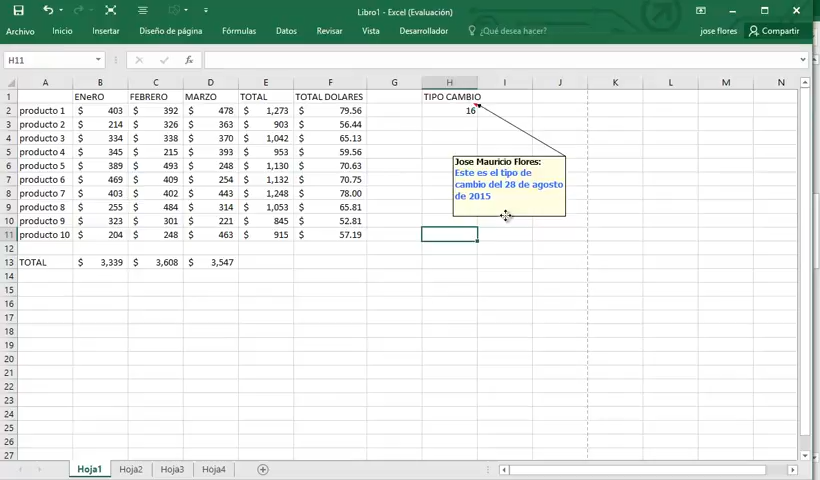 Libro1 - Excel (Evaluación)
Archivo Inicio Insertar Diseño de página Fórmulas Datos Revisar Vista Desarrollador ¿Qué desea hacer? jose flores Compartir
H11 fx
A B C D E F G H I J K L M N
1 ENeRO FEBRERO MARZO TOTAL TOTAL DOLARES TIPO CAMBIO
2 producto 1 $ 403 $ 392 $ 478 $ 1,273 $ 79.56 16
3 producto 2 $ 214 $ 326 $ 363 $ 903 $ 56.44
4 producto 3 $ 334 $ 338 $ 370 $ 1,042 $ 65.13
5 producto 4 $ 345 $ 215 $ 393 $ 953 $ 59.56
6 producto 5 $ 389 $ 493 $ 248 $ 1,130 $ 70.63
7 producto 6 $ 469 $ 409 $ 254 $ 1,132 $ 70.75
8 producto 7 $ 403 $ 402 $ 443 $ 1,248 $ 78.00
9 producto 8 $ 255 $ 484 $ 314 $ 1,053 $ 65.81
10 producto 9 $ 323 $ 301 $ 221 $ 845 $ 52.81
11 producto 10 $ 204 $ 248 $ 463 $ 915 $ 57.19
12
13 TOTAL $ 3,339 $ 3,608 $ 3,547
14
15
16
17
18
19
20
21
22
23
24
25
26
27
Jose Mauricio Flores:
Este es el tipo de
cambio del 28 de agosto
de 2015
Hoja1 Hoja2 Hoja3 Hoja4